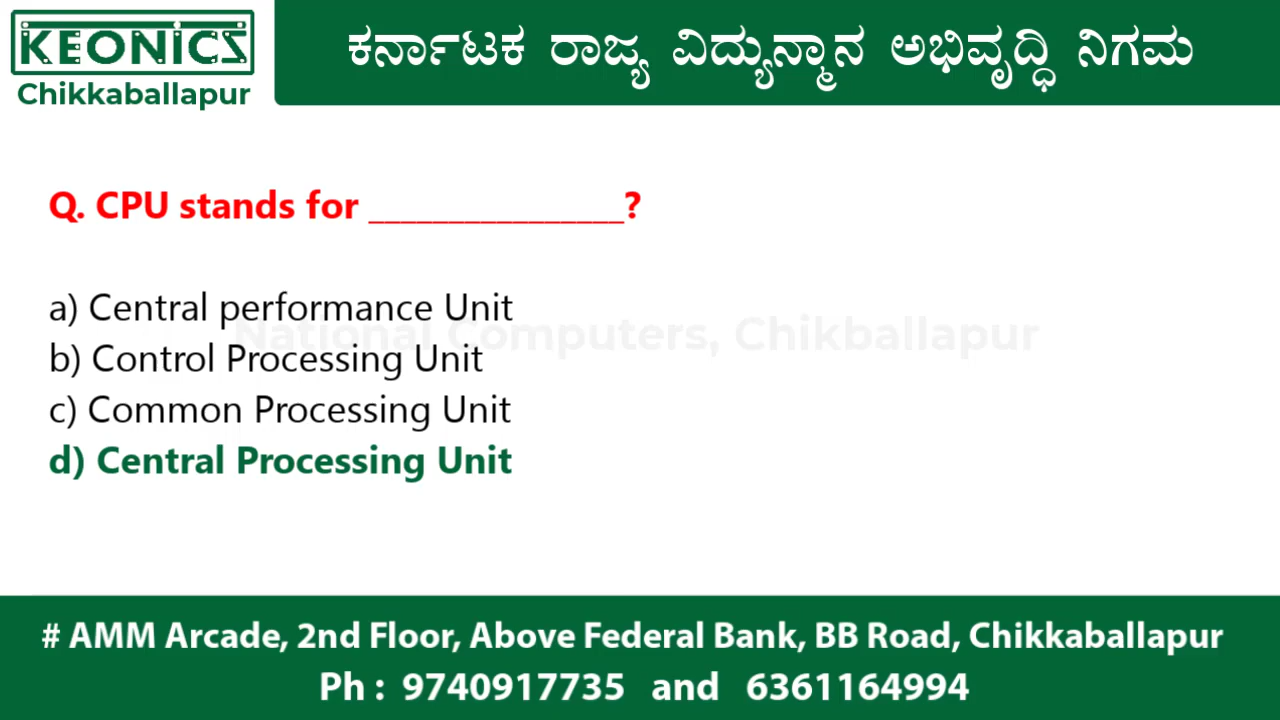 KEONICS
Chikkaballapur
ಕರ್ನಾಟಕ ರಾಜ್ಯ ವಿದ್ಯುನ್ಮಾನ ಅಭಿವೃದ್ಧಿ ನಿಗಮ
Q. CPU stands for ________________?
a) Central performance Unit
National Computers, Chikballapur
b) Control Processing Unit
c) Common Processing Unit
d) Central Processing Unit
# AMM Arcade, 2nd Floor, Above Federal Bank, BB Road, Chikkaballapur
Ph : 9740917735 and 6361164994